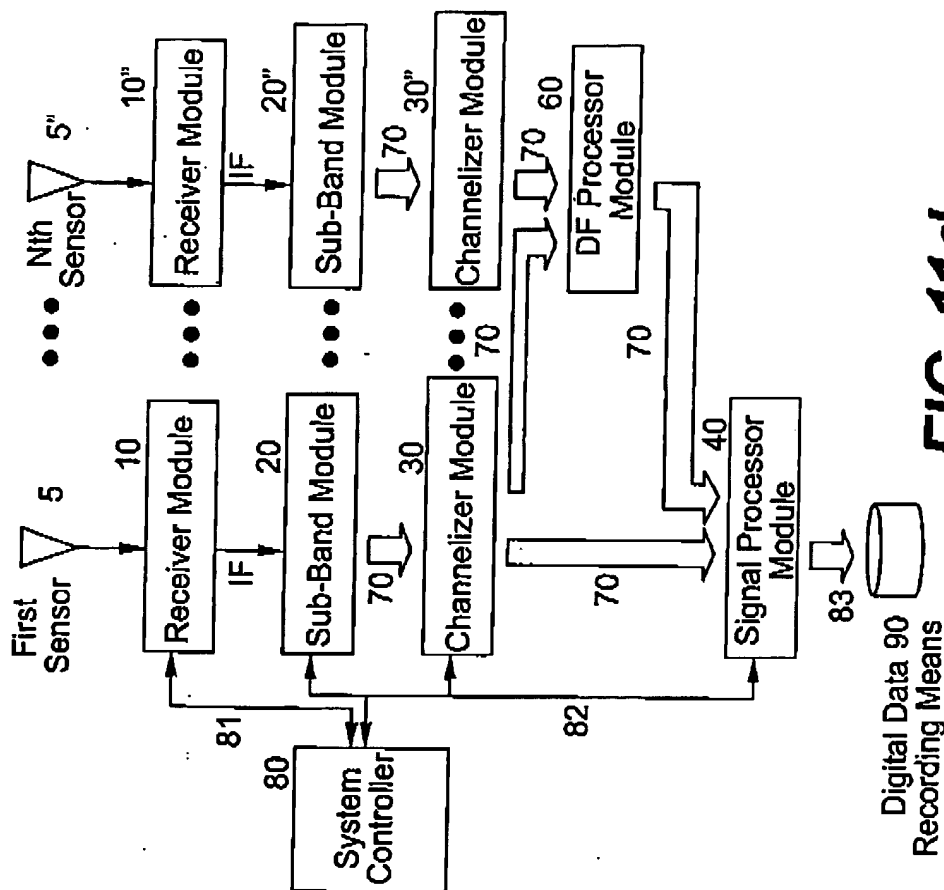 First
Sensor
5
Nth
Sensor
5"
10
Receiver Module
10"
Receiver Module
IF
IF
20
Sub-Band Module
20"
Sub-Band Module
70
70
30
Channelizer Module
30"
Channelizer Module
70
70
60
DF Processor
Module
70
70
40
Signal Processor
Module
83
Digital Data 90
Recording Means
80
System
Controller
81
82